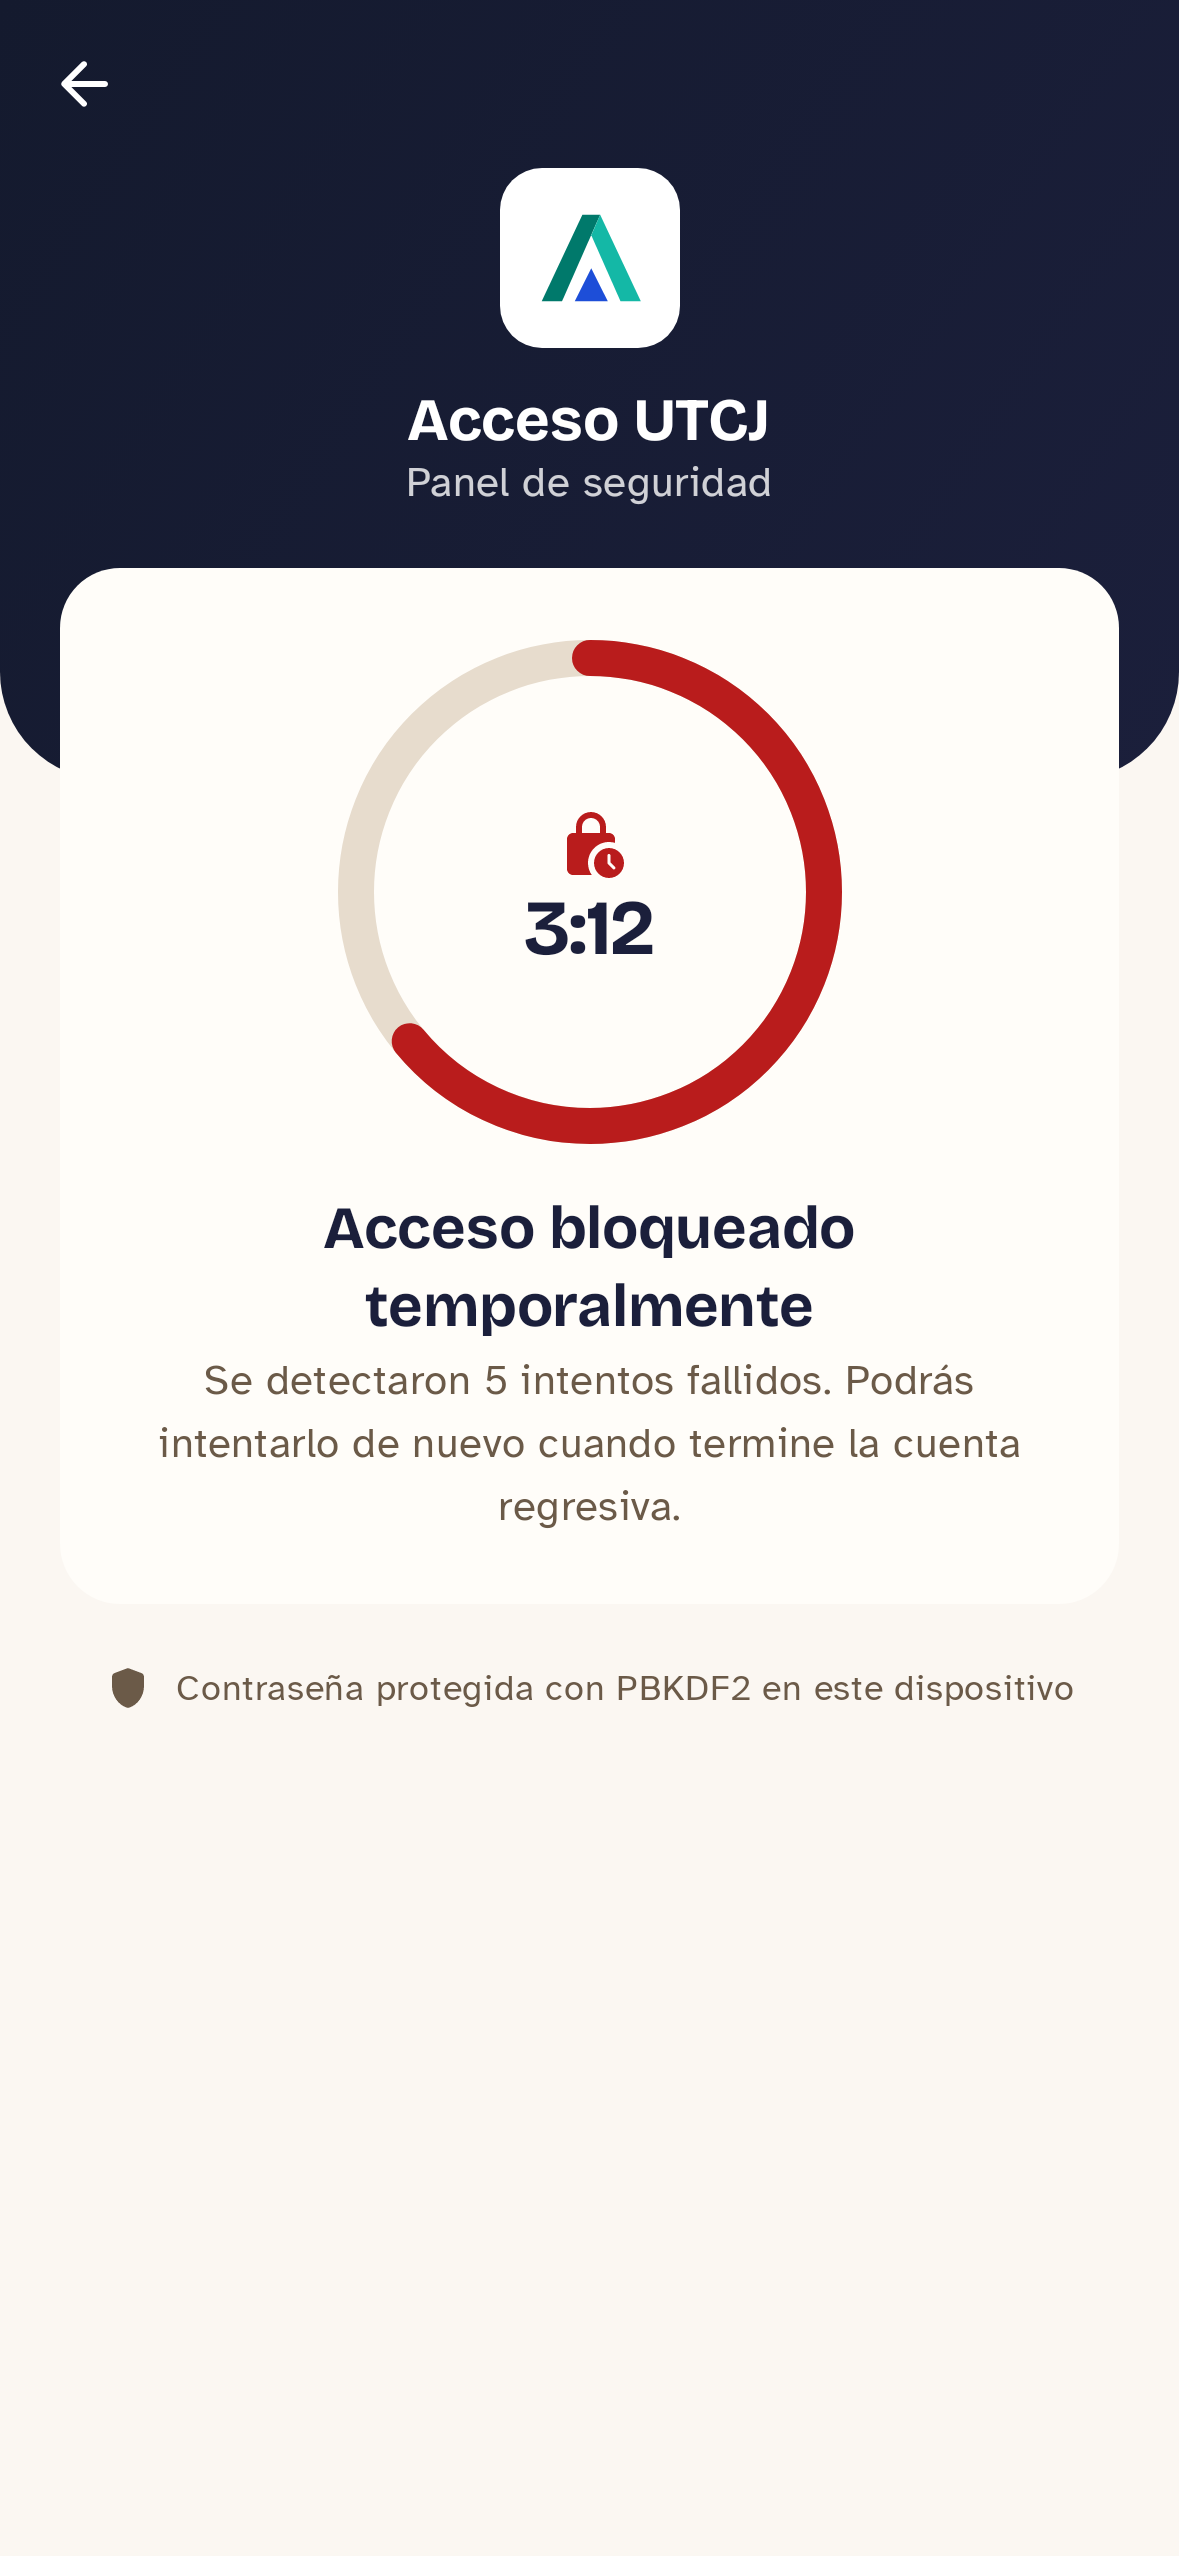 Acceso UTCJ
Panel de seguridad
3:12
Acceso bloqueado
temporalmente
Se detectaron 5 intentos fallidos. Podrás
intentarlo de nuevo cuando termine la cuenta
regresiva.
Contraseña protegida con PBKDF2 en este dispositivo